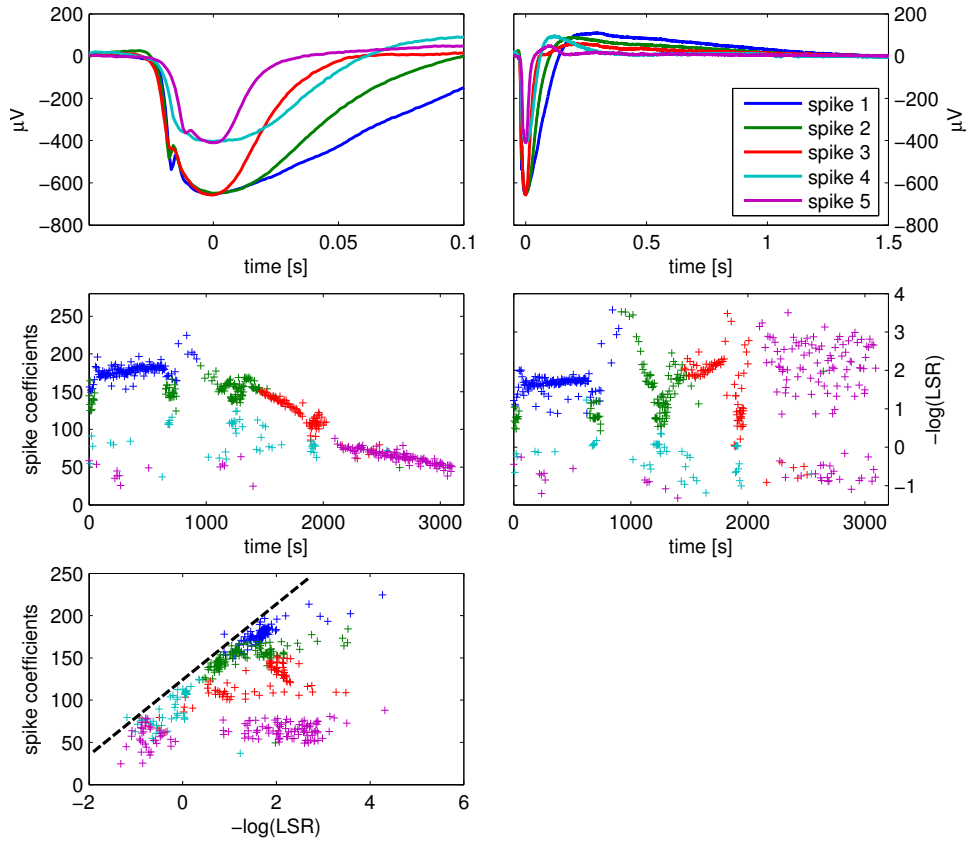 200
0
−200
−400
−600
−800
μV
0 0.05 0.1
time [s]
200
0
−200
−400
−600
−800
μV
0 0.5 1 1.5
time [s]
spike 1
spike 2
spike 3
spike 4
spike 5
250
200
150
100
50
0
spike coefficients
0 1000 2000 3000
time [s]
4
3
2
1
0
−1
−log(LSR)
0 1000 2000 3000
time [s]
250
200
150
100
50
0
spike coefficients
−2 0 2 4 6
−log(LSR)